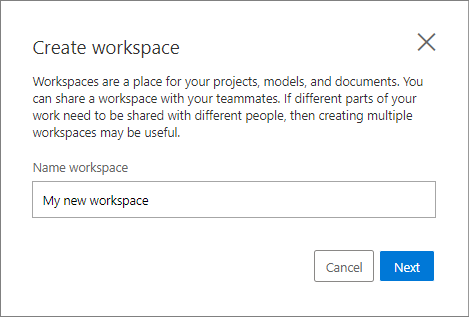 Create workspace
Workspaces are a place for your projects, models, and documents. You
can share a workspace with your teammates. If different parts of your
work need to be shared with different people, then creating multiple
workspaces may be useful.
Name workspace
My new workspace
Cancel
Next